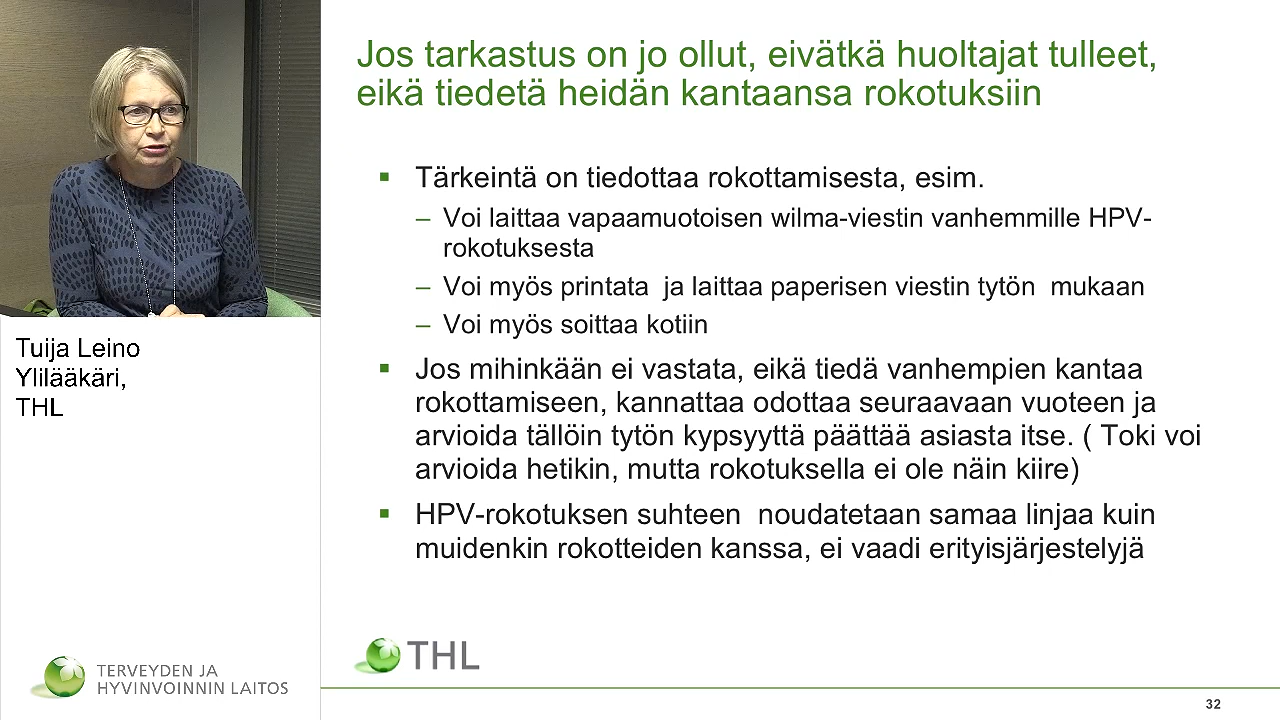 Jos tarkastus on jo ollut, eivätkä huoltajat tulleet,
eikä tiedetä heidän kantaansa rokotuksiin
▪ Tärkeintä on tiedottaa rokottamisesta, esim.
– Voi laittaa vapaamuotoisen wilma-viestin vanhemmille HPV-
rokotuksesta
– Voi myös printata ja laittaa paperisen viestin tytön mukaan
– Voi myös soittaa kotiin
▪ Jos mihinkään ei vastata, eikä tiedä vanhempien kantaa
rokottamiseen, kannattaa odottaa seuraavaan vuoteen ja
arvioida tällöin tytön kypsyyttä päättää asiasta itse. ( Toki voi
arvioida hetikin, mutta rokotuksella ei ole näin kiire)
▪ HPV-rokotuksen suhteen noudatetaan samaa linjaa kuin
muidenkin rokotteiden kanssa, ei vaadi erityisjärjestelyjä
Tuija Leino
Ylilääkäri,
THL
TERVEYDEN JA
HYVINVOINNIN LAITOS
THL
32